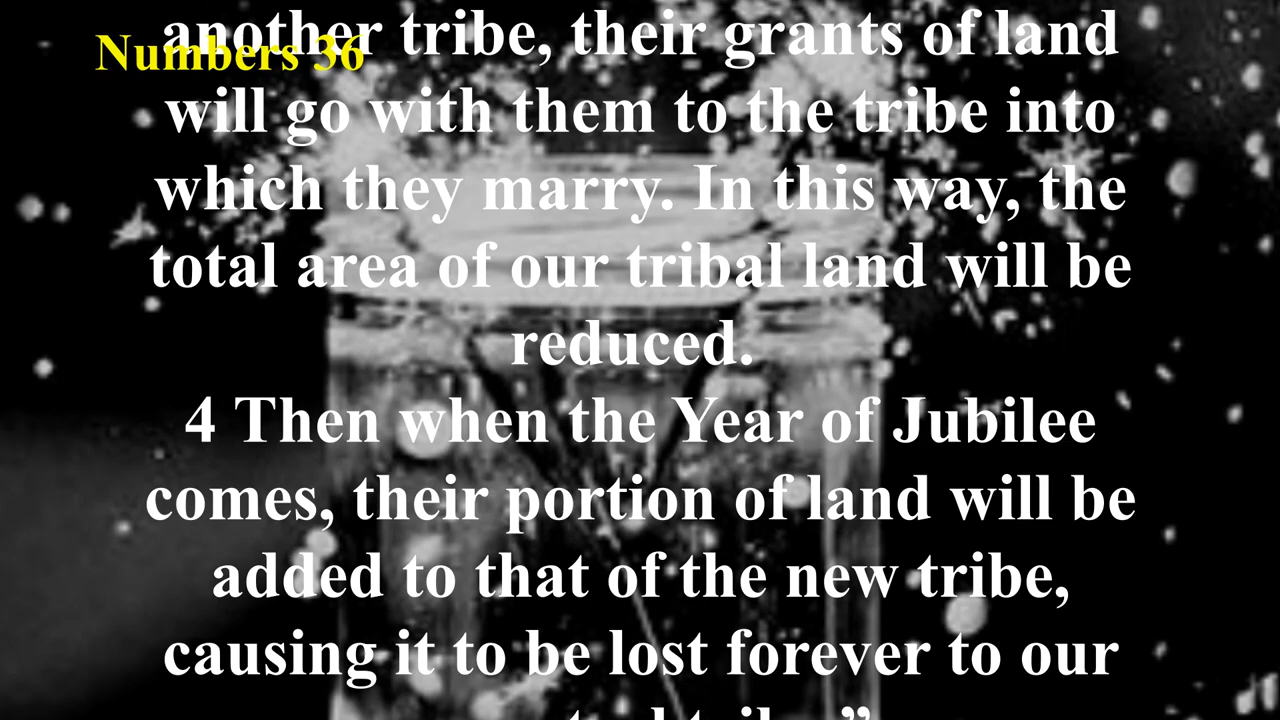 another tribe, their grants of land
Numbers 36
will go with them to the tribe into
which they marry. In this way, the
total area of our tribal land will be
reduced.
4 Then when the Year of Jubilee
comes, their portion of land will be
added to that of the new tribe,
causing it to be lost forever to our